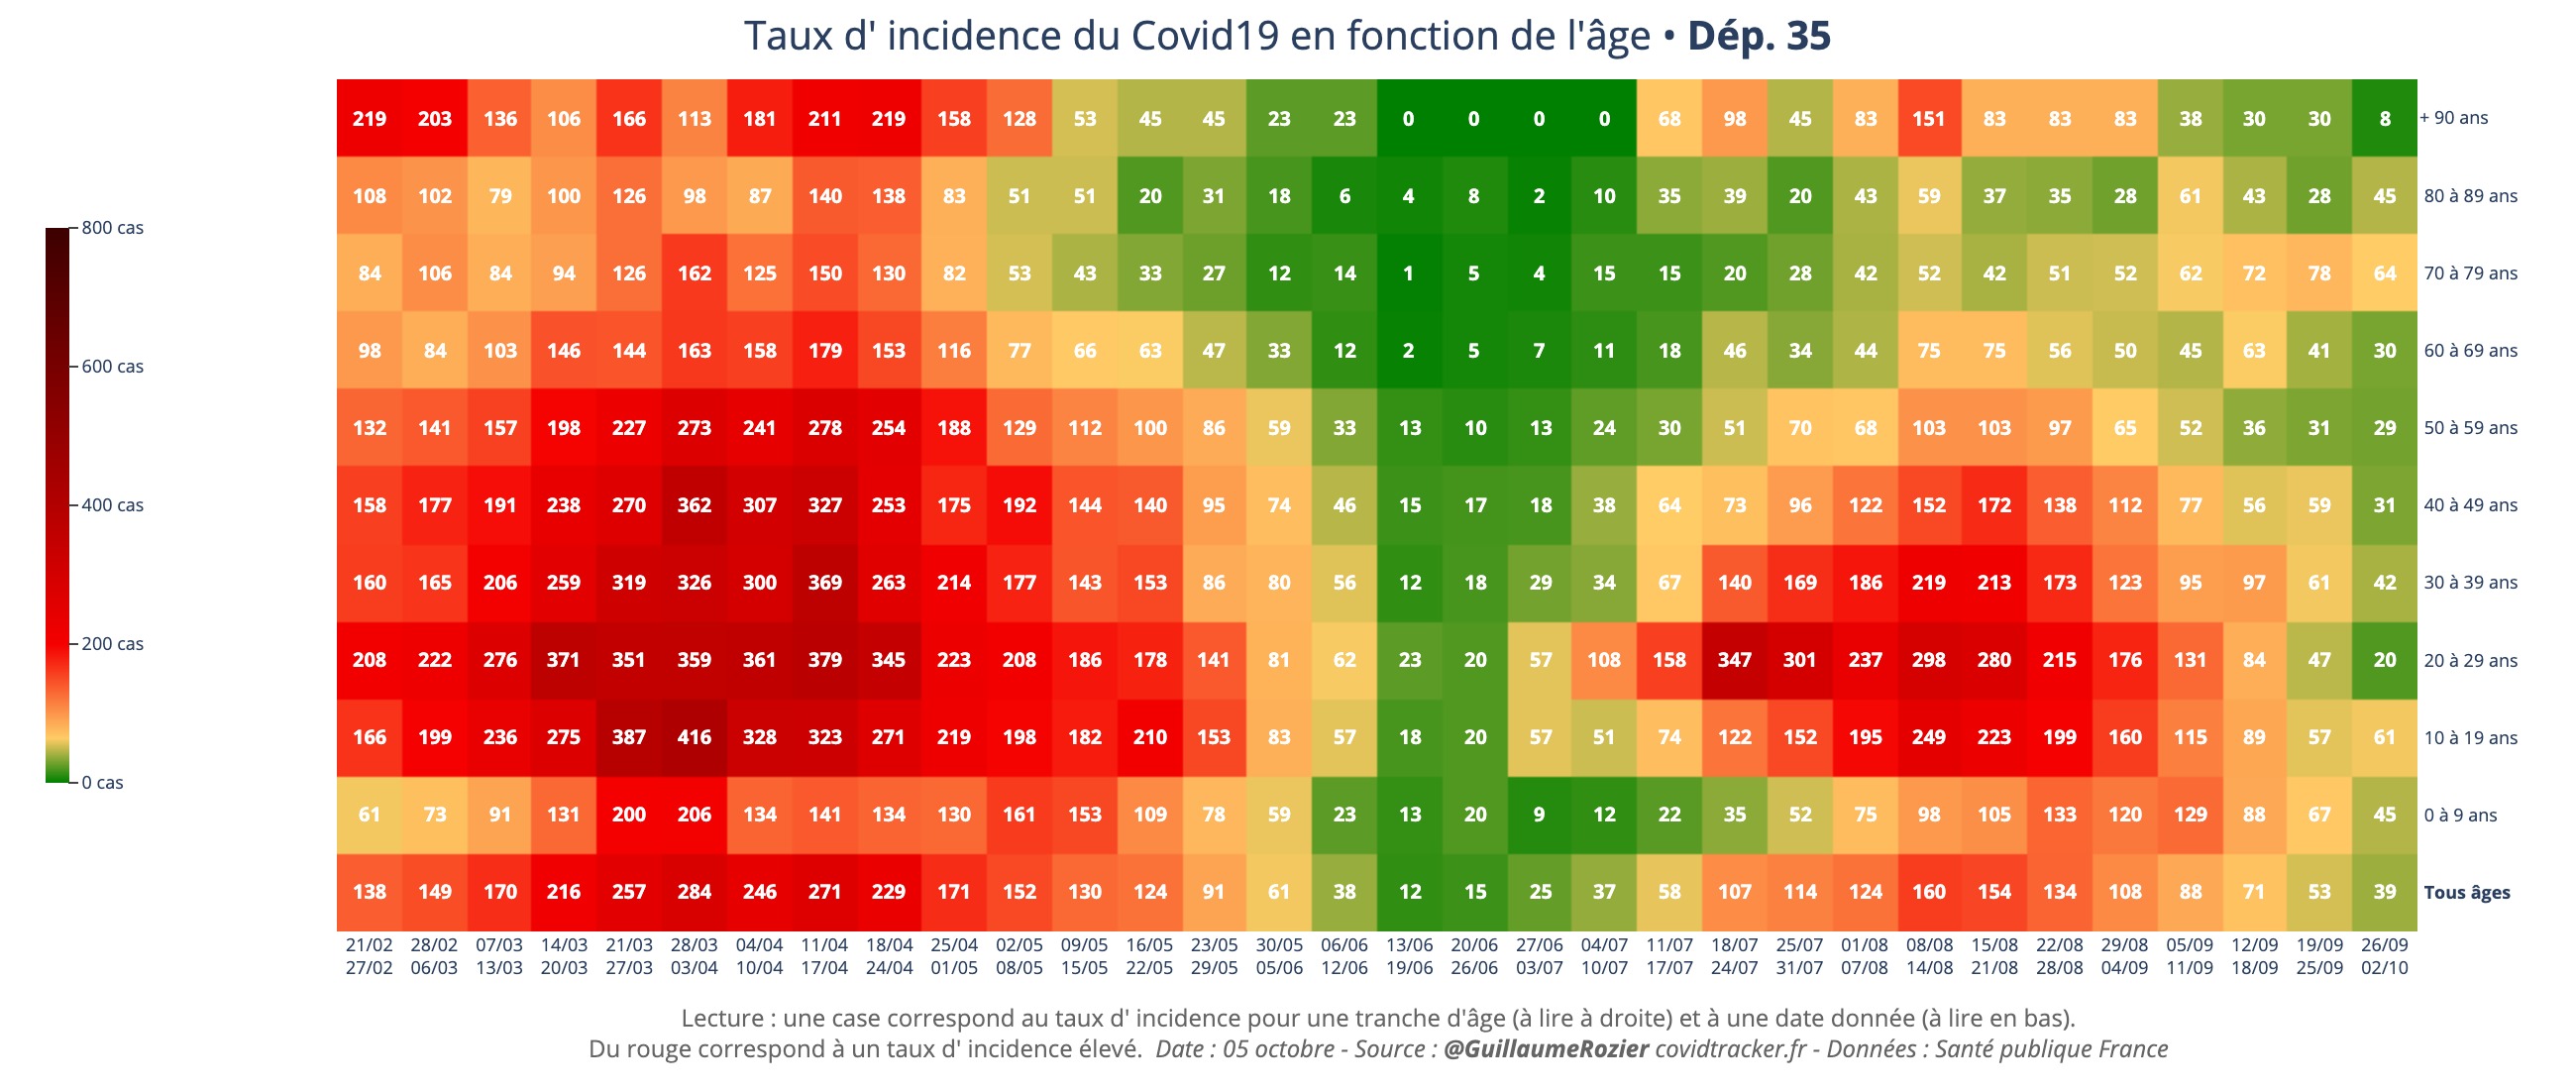 Taux d' incidence du Covid19 en fonction de l'âge • Dép. 35
800 cas
600 cas
400 cas
200 cas
0 cas
219 203 136 106 166 113 181 211 219 158 128 53 45 45 23 23 0 0 0 0 68 98 45 83 151 83 83 83 38 30 30 8 + 90 ans
108 102 79 100 126 98 87 140 138 83 51 51 20 31 18 6 4 8 2 10 35 39 20 43 59 37 35 28 61 43 28 45 80 à 89 ans
84 106 84 94 126 162 125 150 130 82 53 43 33 27 12 14 1 5 4 15 15 20 28 42 52 42 51 52 62 72 78 64 70 à 79 ans
98 84 103 146 144 163 158 179 153 116 77 66 63 47 33 12 2 5 7 11 18 46 34 44 75 75 56 50 45 63 41 30 60 à 69 ans
132 141 157 198 227 273 241 278 254 188 129 112 100 86 59 33 13 10 13 24 30 51 70 68 103 103 97 65 52 36 31 29 50 à 59 ans
158 177 191 238 270 362 307 327 253 175 192 144 140 95 74 46 15 17 18 38 64 73 96 122 152 172 138 112 77 56 59 31 40 à 49 ans
160 165 206 259 319 326 300 369 263 214 177 143 153 86 80 56 12 18 29 34 67 140 169 186 219 213 173 123 95 97 61 42 30 à 39 ans
208 222 276 371 351 359 361 379 345 223 208 186 178 141 81 62 23 20 57 108 158 347 301 237 298 280 215 176 131 84 47 20 20 à 29 ans
166 199 236 275 387 416 328 323 271 219 198 182 210 153 83 57 18 20 57 51 74 122 152 195 249 223 199 160 115 89 57 61 10 à 19 ans
61 73 91 131 200 206 134 141 134 130 161 153 109 78 59 23 13 20 9 12 22 35 52 75 98 105 133 120 129 88 67 45 0 à 9 ans
138 149 170 216 257 284 246 271 229 171 152 130 124 91 61 38 12 15 25 37 58 107 114 124 160 154 134 108 88 71 53 39 Tous âges
21/02 28/02 07/03 14/03 21/03 28/03 04/04 11/04 18/04 25/04 02/05 09/05 16/05 23/05 30/05 06/06 13/06 20/06 27/06 04/07 11/07 18/07 25/07 01/08 08/08 15/08 22/08 29/08 05/09 12/09 19/09 26/09
27/02 06/03 13/03 20/03 27/03 03/04 10/04 17/04 24/04 01/05 08/05 15/05 22/05 29/05 05/06 12/06 19/06 26/06 03/07 10/07 17/07 24/07 31/07 07/08 14/08 21/08 28/08 04/09 11/09 18/09 25/09 02/10
Lecture : une case correspond au taux d' incidence pour une tranche d'âge (à lire à droite) et à une date donnée (à lire en bas).
Du rouge correspond à un taux d' incidence élevé. Date : 05 octobre - Source : @GuillaumeRozier covidtracker.fr - Données : Santé publique France